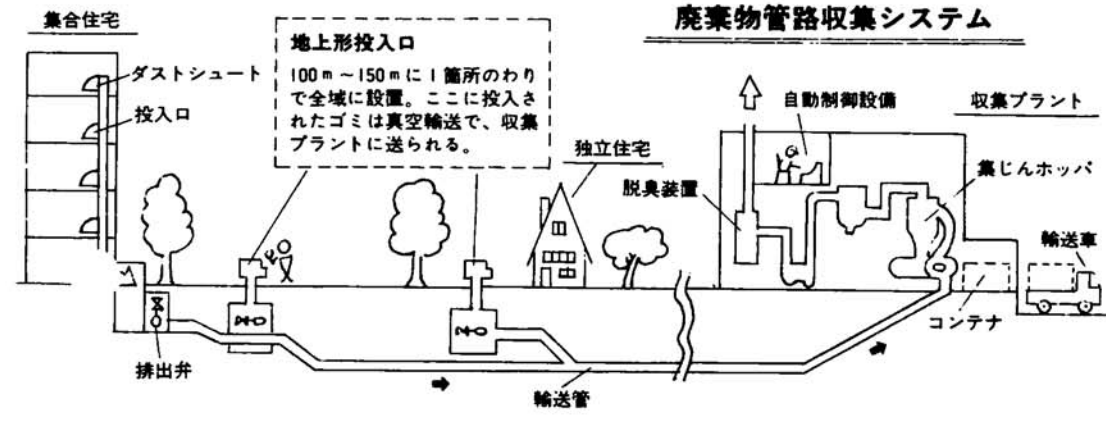 集合住宅
廃棄物管路収集システム
地上形投入口
100m～150mに1箇所のわり
で全域に設置。ここに投入さ
れたゴミは真空輸送で、収集
プラントに送られる。
ダストシュート
投入口
自動制御設備
収集プラント
独立住宅
脱臭装置
集じんホッパ
輸送車
コンテナ
排出弁
輸送管